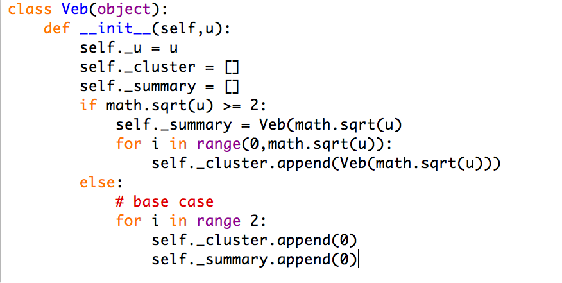 class Veb(object):
    def __init__(self,u):
        self._u = u
        self._cluster = []
        self._summary = []
        if math.sqrt(u) >= 2:
            self._summary = Veb(math.sqrt(u)
            for i in range(0,math.sqrt(u)):
                self._cluster.append(Veb(math.sqrt(u)))
        else:
            # base case
            for i in range 2:
                self._cluster.append(0)
                self._summary.append(0)